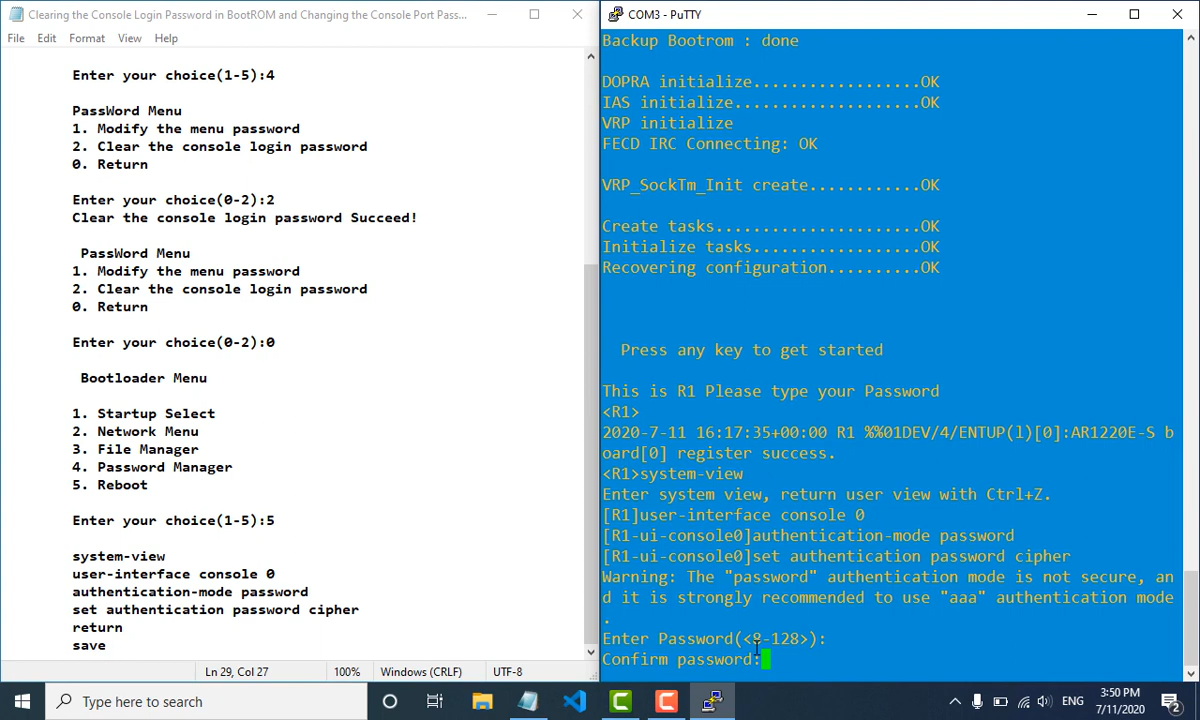 Clearing the Console Login Password in BootROM and Changing the Console Port Pass...
File Edit Format View Help
Enter your choice(1-5):4
PassWord Menu
1. Modify the menu password
2. Clear the console login password
0. Return
Enter your choice(0-2):2
Clear the console login password Succeed!
PassWord Menu
1. Modify the menu password
2. Clear the console login password
0. Return
Enter your choice(0-2):0
Bootloader Menu
1. Startup Select
2. Network Menu
3. File Manager
4. Password Manager
5. Reboot
Enter your choice(1-5):5
system-view
user-interface console 0
authentication-mode password
set authentication password cipher
return
save
Ln 29, Col 27 100% Windows (CRLF) UTF-8
COM3 - PuTTY
Backup Bootrom : done
DOPRA initialize..................OK
IAS initialize....................OK
VRP initialize
FECD IRC Connecting: OK
VRP_SockTm_Init create............OK
Create tasks......................OK
Initialize tasks..................OK
Recovering configuration..........OK
Press any key to get started
This is R1 Please type your Password
<R1>
2020-7-11 16:17:35+00:00 R1 %%01DEV/4/ENTUP(l)[0]:AR1220E-S b
oard[0] register success.
<R1>system-view
Enter system view, return user view with Ctrl+Z.
[R1]user-interface console 0
[R1-ui-console0]authentication-mode password
[R1-ui-console0]set authentication password cipher
Warning: The "password" authentication mode is not secure, an
d it is strongly recommended to use "aaa" authentication mode
.
Enter Password(<8-128>):
Confirm password:
Type here to search
ENG
3:50 PM
7/11/2020
2